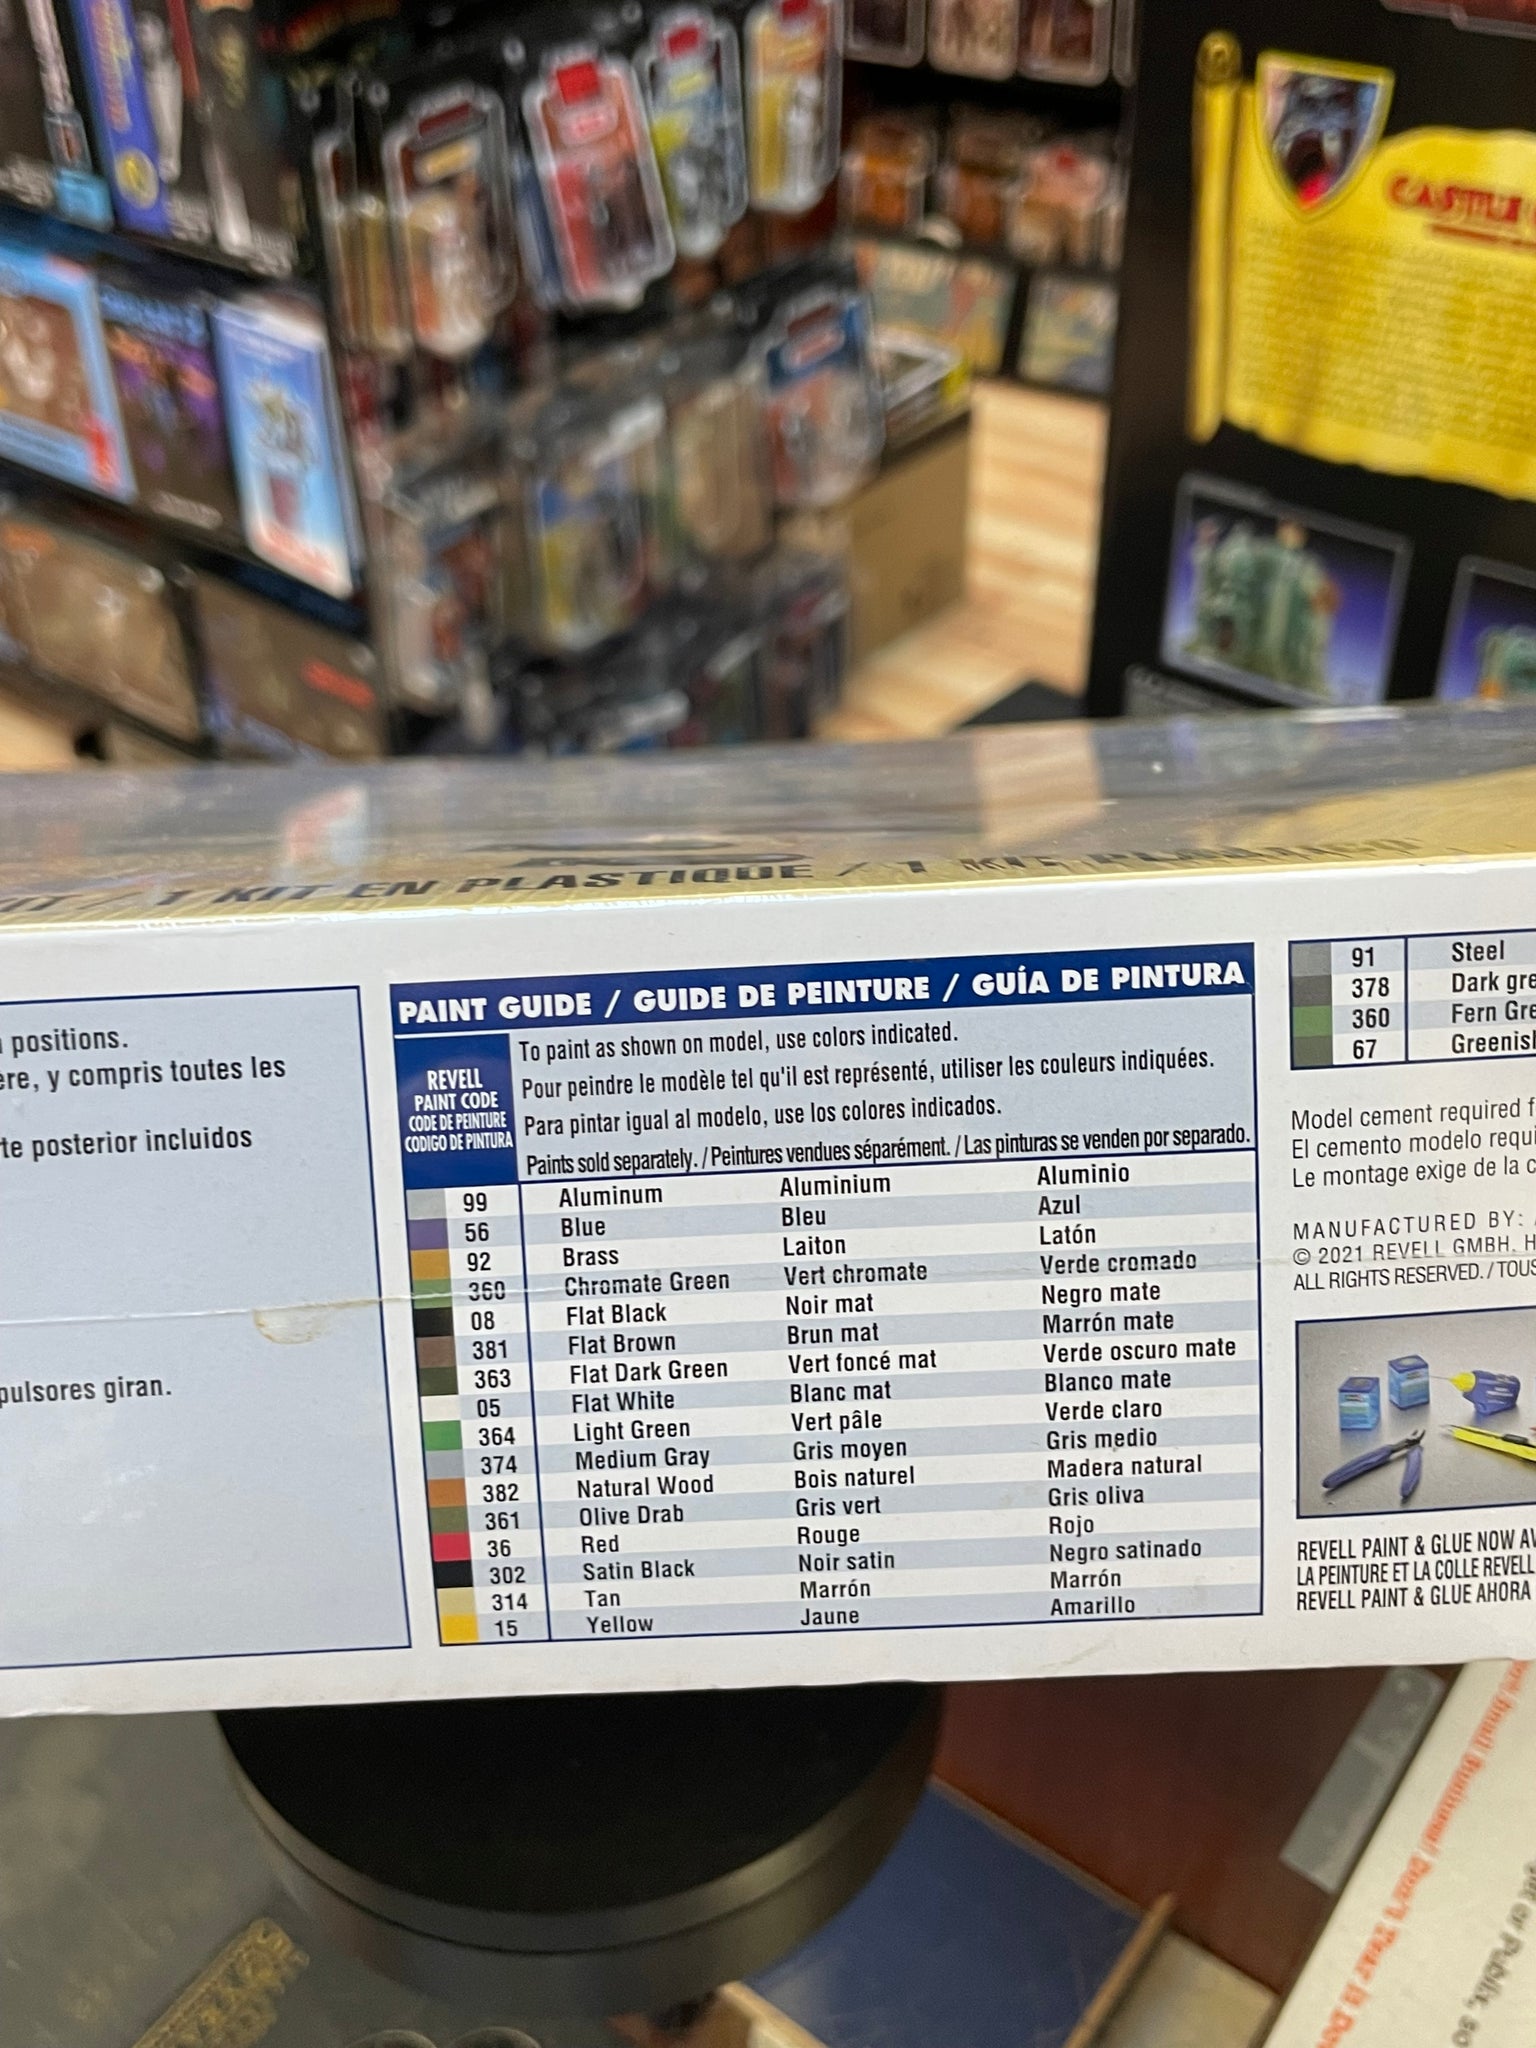 CASTLE
1 KIT EN PLASTIQUE / 1 KIT
positions.
y compris toutes les
posterior incluidos
giran.
PAINT GUIDE / GUIDE DE PEINTURE / GUÍA DE PINTURA
REVELL
PAINT CODE
CODE DE PEINTURE
CODIGO DE PINTURA
To paint as shown on model, use colors indicated.
Pour peindre le modèle tel qu'il est représenté, utiliser les couleurs indiquées.
Para pintar igual al modelo, use los colores indicados.
Paints sold separately. / Peintures vendues séparément. / Las pinturas se venden por separado.
99 Aluminum Aluminium Aluminio
56 Blue Bleu Azul
92 Brass Laiton Latón
360 Chromate Green Vert chromate Verde cromado
08 Flat Black Noir mat Negro mate
381 Flat Brown Brun mat Marrón mate
363 Flat Dark Green Vert foncé mat Verde oscuro mate
05 Flat White Blanc mat Blanco mate
364 Light Green Vert pâle Verde claro
374 Medium Gray Gris moyen Gris medio
382 Natural Wood Bois naturel Madera natural
361 Olive Drab Gris vert Gris oliva
36 Red Rouge Rojo
302 Satin Black Noir satin Negro satinado
314 Tan Marrón Marrón
15 Yellow Jaune Amarillo
91 Steel
378 Dark
360 Fern
67
Model cement required
El cemento modelo
Le montage exige de la
MANUFACTURED BY:
© 2021 REVELL GMBH,
ALL RIGHTS RESERVED. /
REVELL PAINT & GLUE NOW
LA PEINTURE ET LA COLLE REVELL
REVELL PAINT & GLUE AHORA